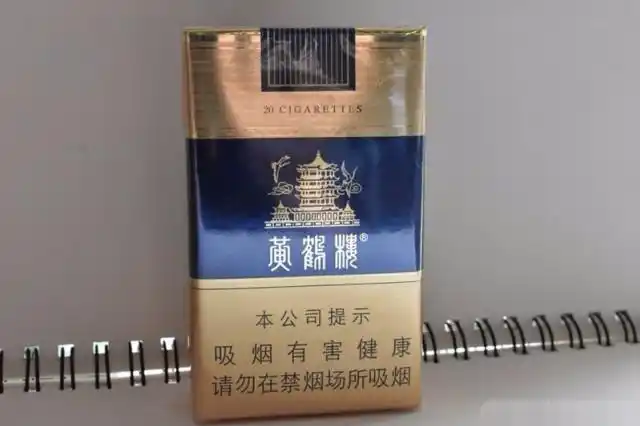 20 CIGARETTES
黄鹤楼®
本公司提示
吸烟有害健康
请勿在禁烟场所吸烟